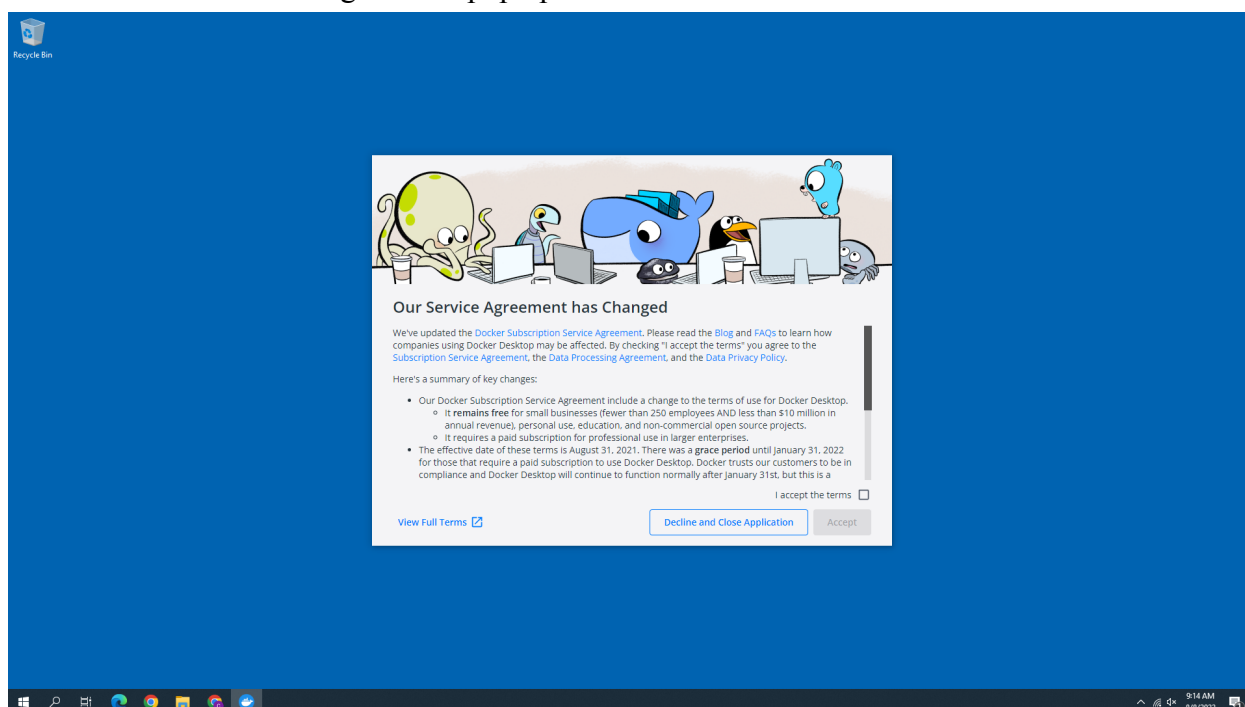 Recycle Bin
Our Service Agreement has Changed
We've updated the Docker Subscription Service Agreement. Please read the Blog and FAQs to learn how
companies using Docker Desktop may be affected. By checking "I accept the terms" you agree to the
Subscription Service Agreement, the Data Processing Agreement, and the Data Privacy Policy.
Here's a summary of key changes:
• Our Docker Subscription Service Agreement include a change to the terms of use for Docker Desktop.
◦ It remains free for small businesses (fewer than 250 employees AND less than $10 million in
annual revenue), personal use, education, and non-commercial open source projects.
◦ It requires a paid subscription for professional use in larger enterprises.
• The effective date of these terms is August 31, 2021. There was a grace period until January 31, 2022
for those that require a paid subscription to use Docker Desktop. Docker trusts our customers to be in
compliance and Docker Desktop will continue to function normally after January 31st, but this is a
I accept the terms
View Full Terms
Decline and Close Application
Accept
9:14 AM